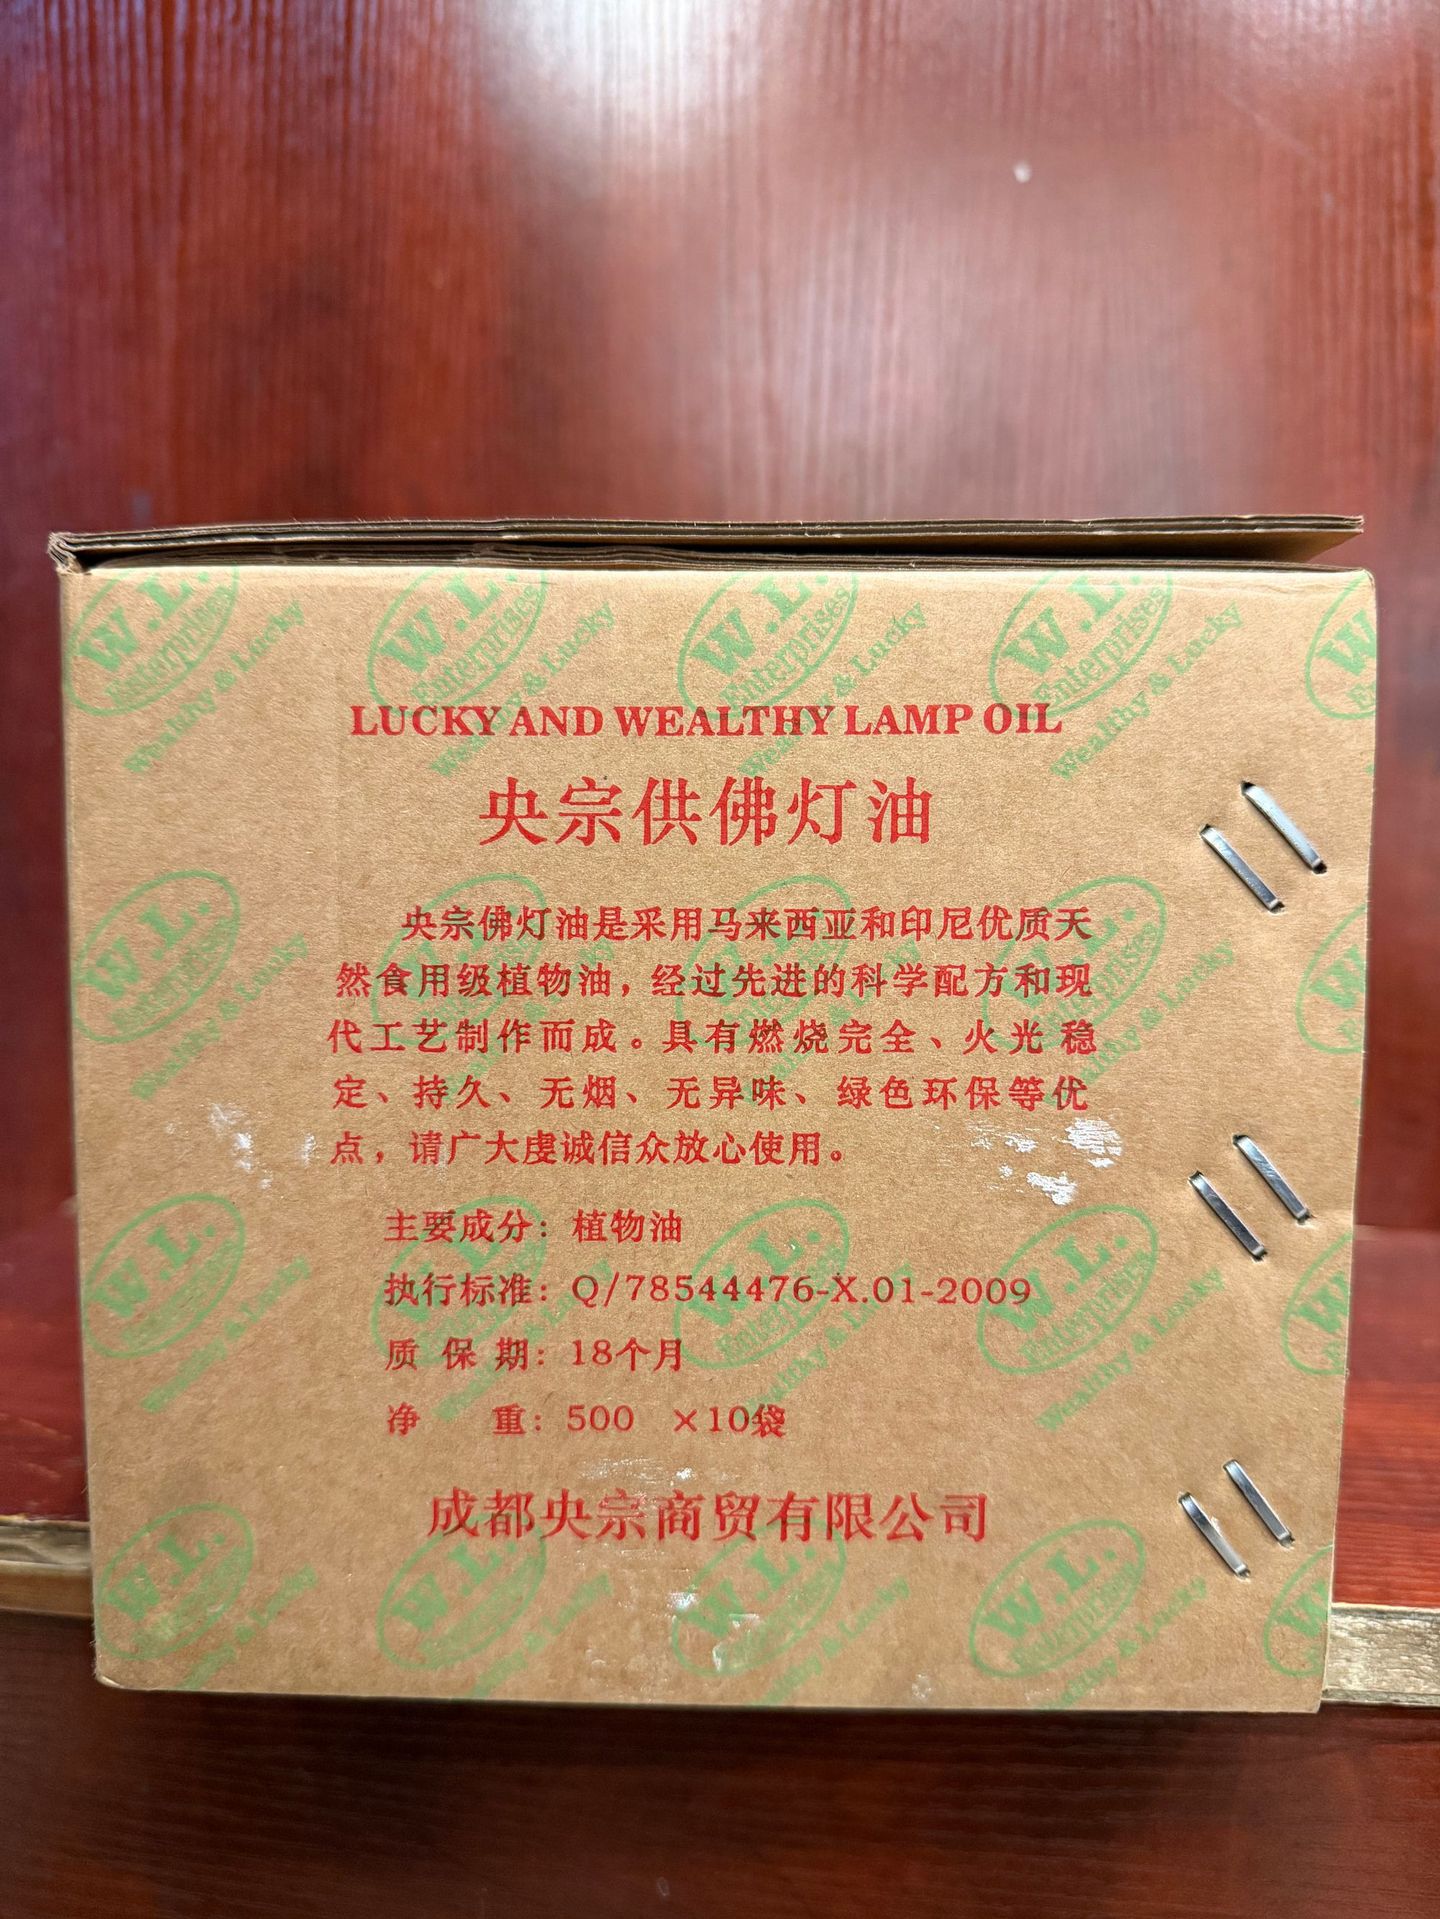 LUCKY AND WEALTHY LAMP OIL
央宗供佛灯油
央宗佛灯油是采用马来西亚和印尼优质天
然食用级植物油，经过先进的科学配方和现
代工艺制作而成。具有燃烧完全、火光稳
定、持久、无烟、无异味、绿色环保等优
点，请广大虔诚信众放心使用。
主要成分：植物油
执行标准：Q/78544476-X.01-2009
质保期：18个月
净重：500 ×10袋
成都央宗商贸有限公司
W.L.
Enterprises
Wealthy & Lucky